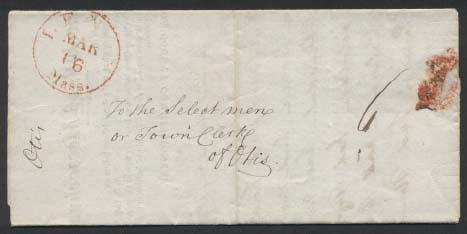 MAR
16
Mass.
To the Select men
or Town Clerk
of Otis.
6
Otis